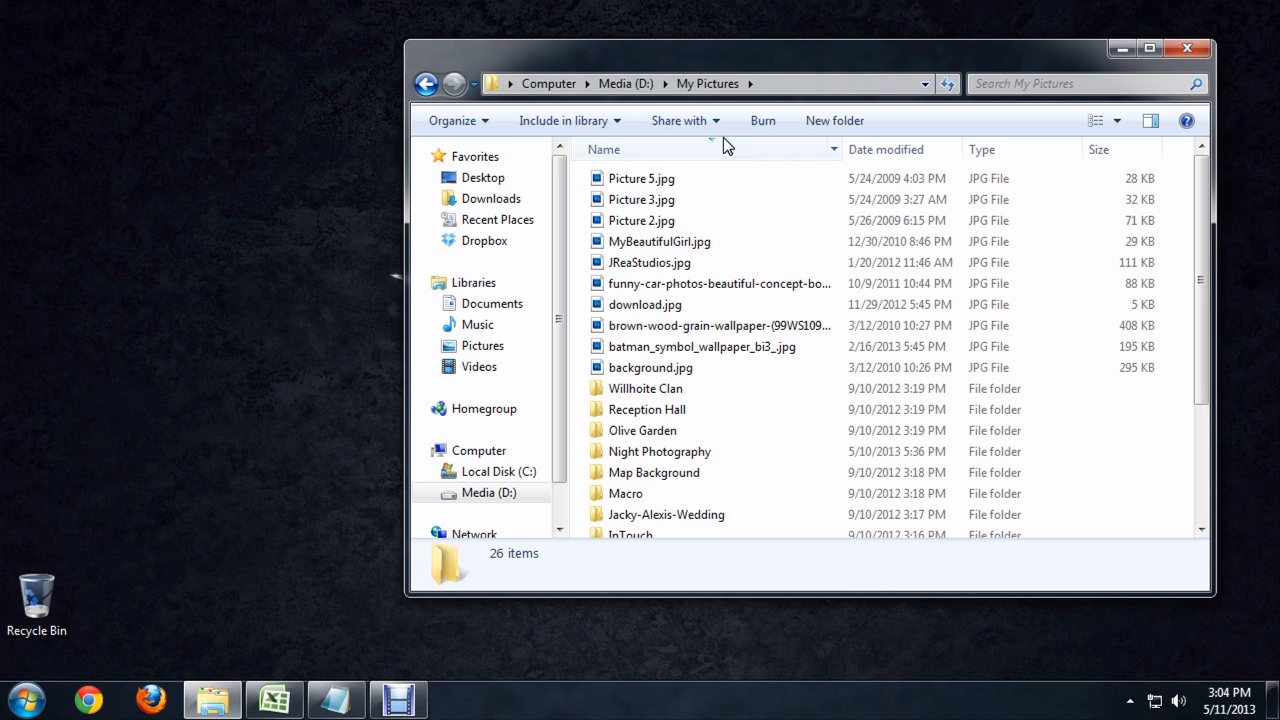 Computer Media (D:) My Pictures Search My Pictures
Organize Include in library Share with Burn New folder
Favorites
Desktop
Downloads
Recent Places
Dropbox
Libraries
Documents
Music
Pictures
Videos
Homegroup
Computer
Local Disk (C:)
Media (D:)
Network
Name Date modified Type Size
Picture 5.jpg 5/24/2009 4:03 PM JPG File 28 KB
Picture 3.jpg 5/24/2009 3:27 AM JPG File 32 KB
Picture 2.jpg 5/26/2009 6:15 PM JPG File 71 KB
MyBeautifulGirl.jpg 12/30/2010 8:46 PM JPG File 29 KB
JReaStudios.jpg 1/20/2012 11:46 AM JPG File 111 KB
funny-car-photos-beautiful-concept-bo... 10/9/2011 10:44 PM JPG File 88 KB
download.jpg 11/29/2012 5:45 PM JPG File 5 KB
brown-wood-grain-wallpaper-(99WS109... 3/12/2010 10:27 PM JPG File 408 KB
batman_symbol_wallpaper_bi3_.jpg 2/16/2013 5:45 PM JPG File 195 KB
background.jpg 3/12/2010 10:26 PM JPG File 295 KB
Willhoite Clan 9/10/2012 3:19 PM File folder
Reception Hall 9/10/2012 3:19 PM File folder
Olive Garden 9/10/2012 3:19 PM File folder
Night Photography 5/10/2013 5:36 PM File folder
Map Background 9/10/2012 3:18 PM File folder
Macro 9/10/2012 3:18 PM File folder
Jacky-Alexis-Wedding 9/10/2012 3:17 PM File folder
InTouch 9/10/2012 3:16 PM File folder
26 items
Recycle Bin
3:04 PM
5/11/2013